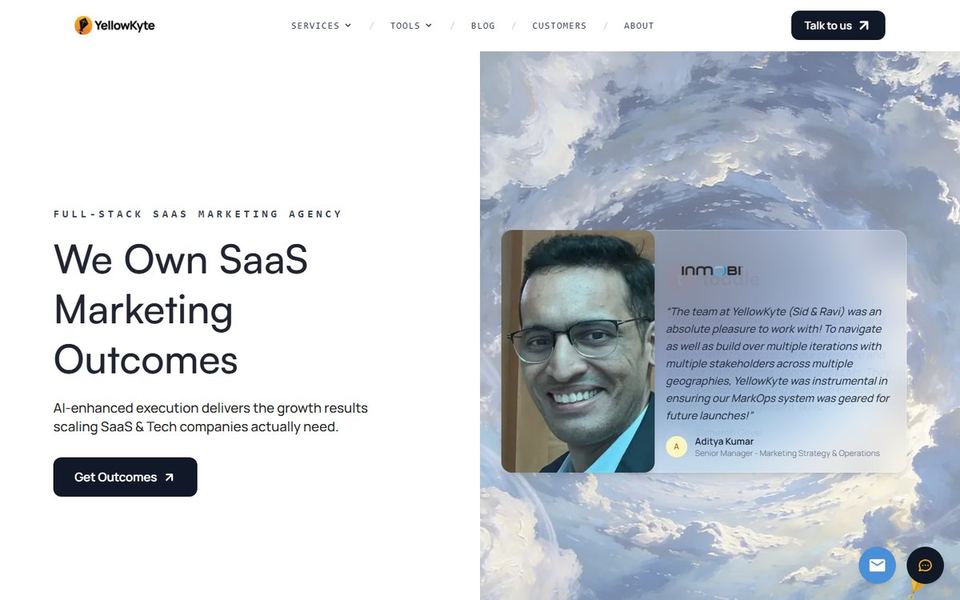 YellowKyte
SERVICES / TOOLS / BLOG / CUSTOMERS / ABOUT
Talk to us
FULL-STACK SAAS MARKETING AGENCY
We Own SaaS
Marketing
Outcomes
AI-enhanced execution delivers the growth results
scaling SaaS & Tech companies actually need.
Get Outcomes
INMOBI
toddle
“The team at YellowKyte (Sid & Ravi) was an
absolute pleasure to work with! To navigate
as well as build over multiple iterations with
multiple stakeholders across multiple
geographies, YellowKyte was instrumental in
ensuring our MarkOps system was geared for
future launches!”
A
Aditya Kumar
Senior Manager - Marketing Strategy & Operations